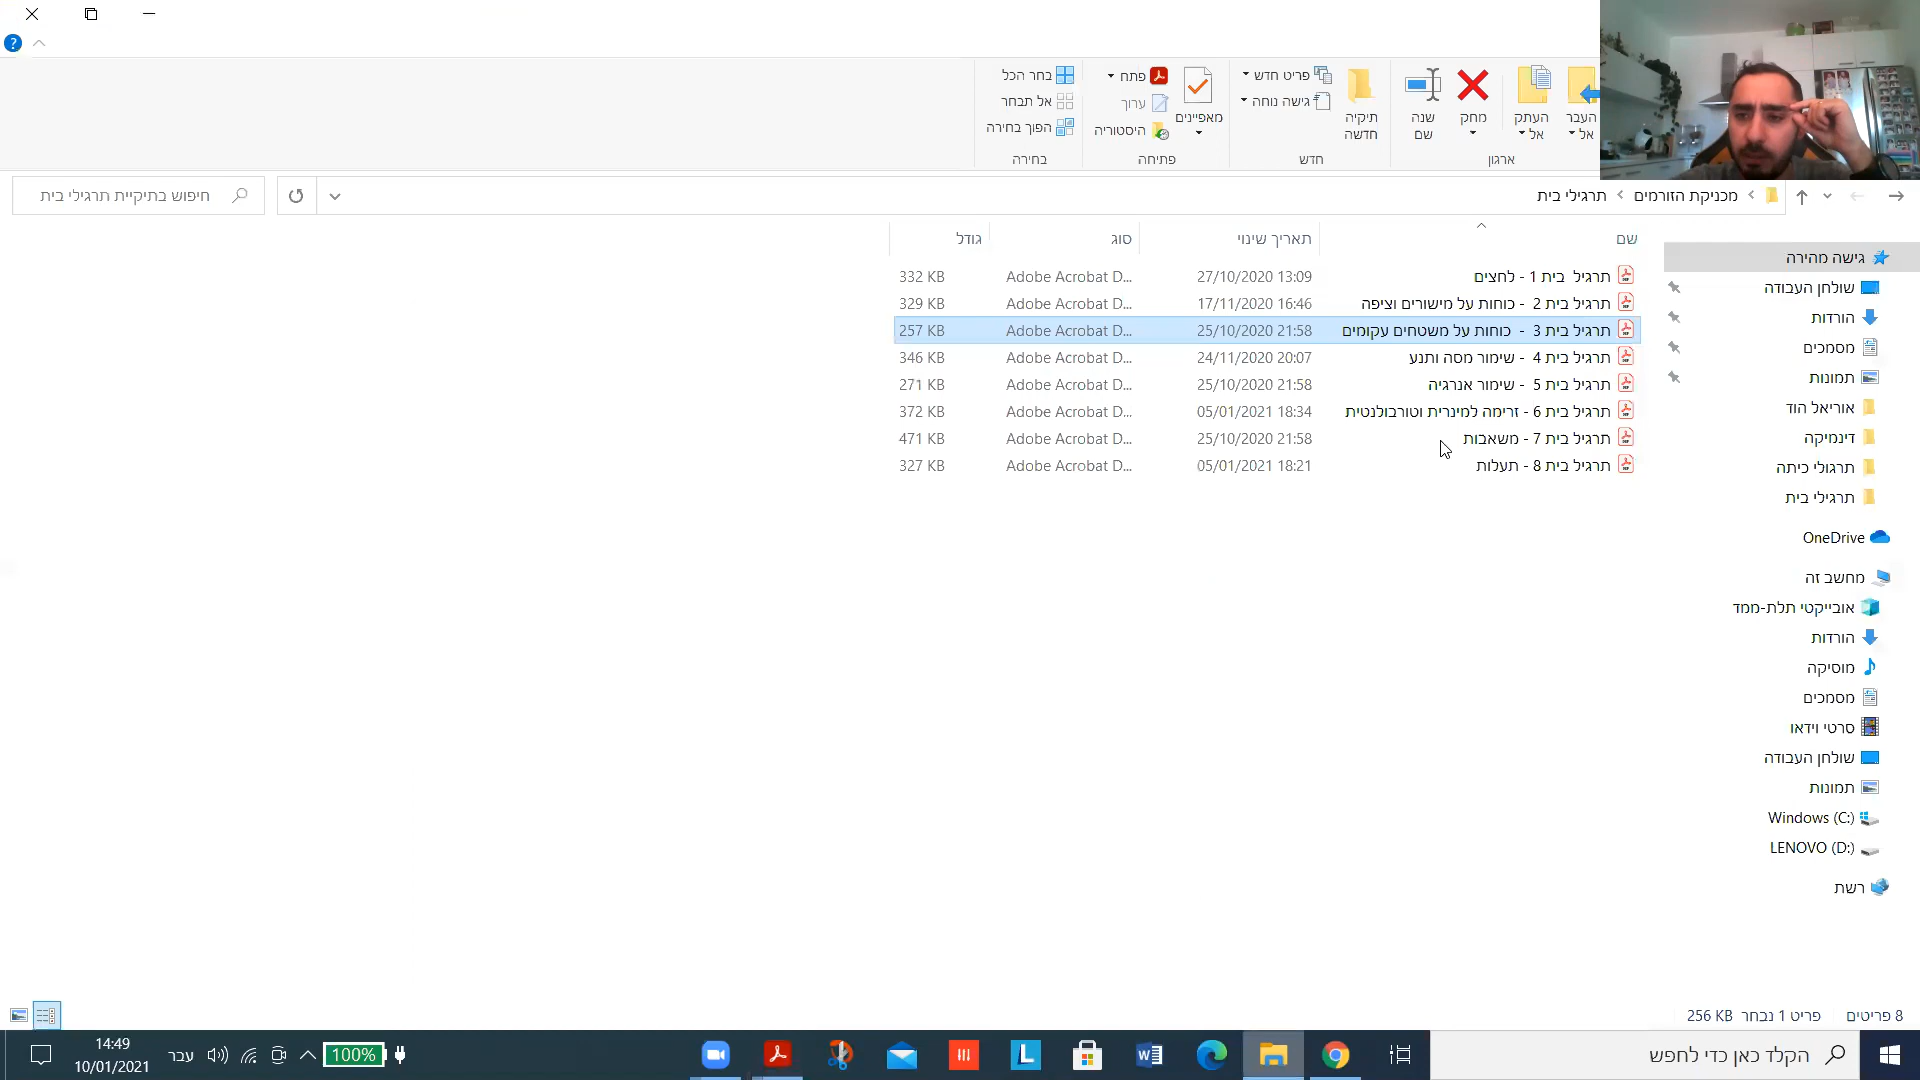 העבר
אל
העתק
אל
מחק
שנה
שם
ארגון
תיקיה
חדשה
פריט חדש
גישה נוחה
חדש
מאפיינים
פתח
ערוך
היסטוריה
פתיחה
בחר הכל
אל תבחר
הפוך בחירה
בחירה
מכניקת הזורמים
תרגילי בית
חיפוש בתיקיית תרגילי בית
שם תאריך שינוי סוג גודל
תרגיל בית 1 - לחצים 27/10/2020 13:09 Adobe Acrobat D... 332 KB
תרגיל בית 2 - כוחות על מישורים וציפה 17/11/2020 16:46 Adobe Acrobat D... 329 KB
תרגיל בית 3 - כוחות על משטחים עקומים 25/10/2020 21:58 Adobe Acrobat D... 257 KB
תרגיל בית 4 - שימור מסה ותנע 24/11/2020 20:07 Adobe Acrobat D... 346 KB
תרגיל בית 5 - שימור אנרגיה 25/10/2020 21:58 Adobe Acrobat D... 271 KB
תרגיל בית 6 - זרימה למינרית וטורבולנטית 05/01/2021 18:34 Adobe Acrobat D... 372 KB
תרגיל בית 7 - משאבות 25/10/2020 21:58 Adobe Acrobat D... 471 KB
תרגיל בית 8 - תעלות 05/01/2021 18:21 Adobe Acrobat D... 327 KB
גישה מהירה
שולחן העבודה
הורדות
מסמכים
תמונות
אוריאל הוד
דינמיקה
תרגולי כיתה
תרגילי בית
OneDrive
מחשב זה
אובייקטי תלת-ממד
הורדות
מוסיקה
מסמכים
סרטי וידאו
שולחן העבודה
תמונות
Windows (C:)
LENOVO (D:)
רשת
8 פריטים פריט 1 נבחר 256 KB
הקלד כאן כדי לחפש
100%
עבר
14:49
10/01/2021